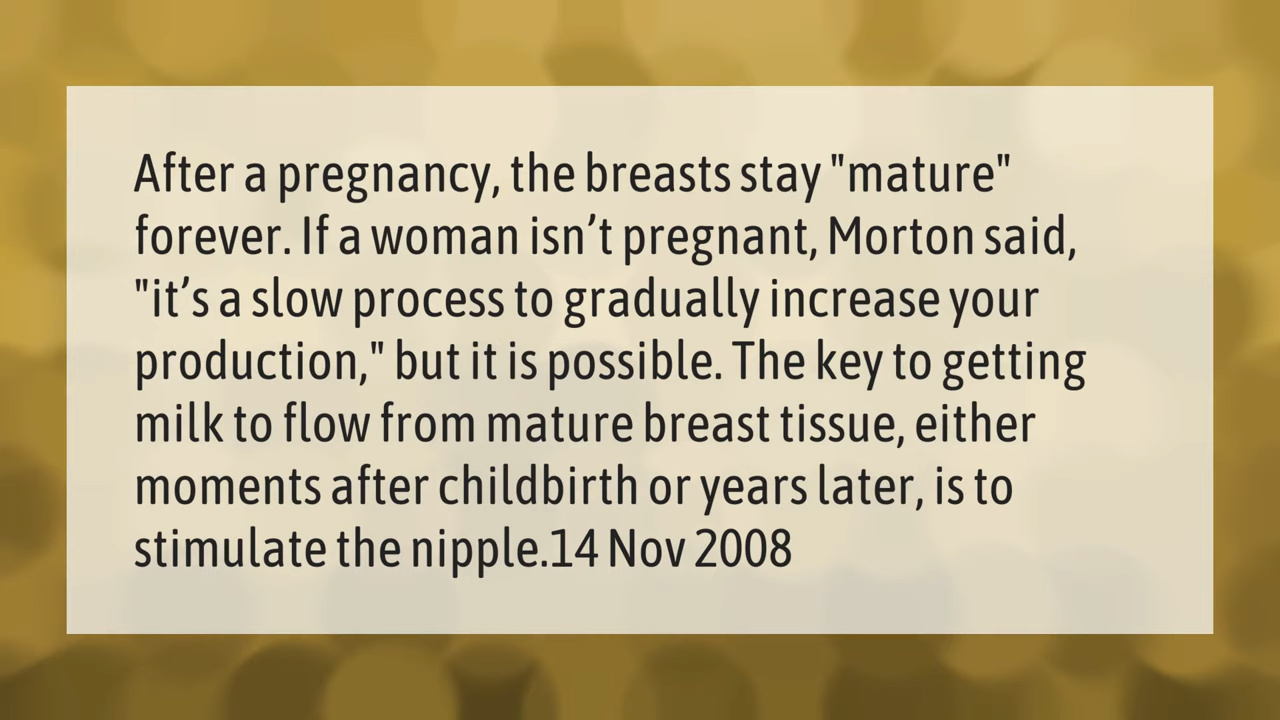 After a pregnancy, the breasts stay "mature"
forever. If a woman isn’t pregnant, Morton said,
"it’s a slow process to gradually increase your
production," but it is possible. The key to getting
milk to flow from mature breast tissue, either
moments after childbirth or years later, is to
stimulate the nipple.14 Nov 2008